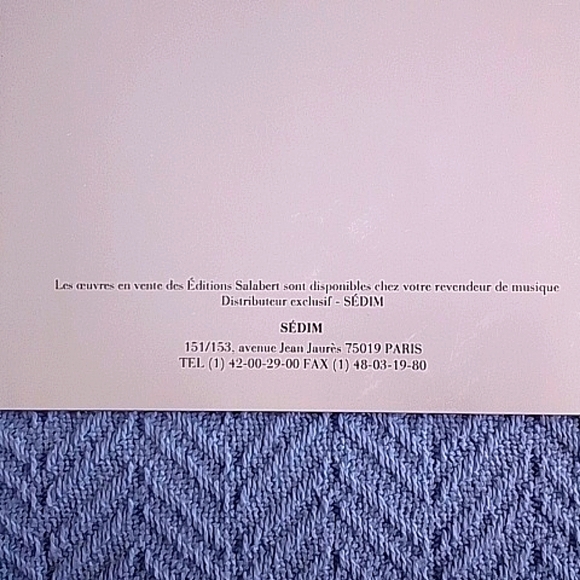 Les œuvres en vente des Éditions Salabert sont disponibles chez votre revendeur de musique
Distributeur exclusif - SÉDIM
SÉDIM
151/153, avenue Jean Jaurès 75019 PARIS
TEL (1) 42-00-29-00 FAX (1) 48-03-19-80